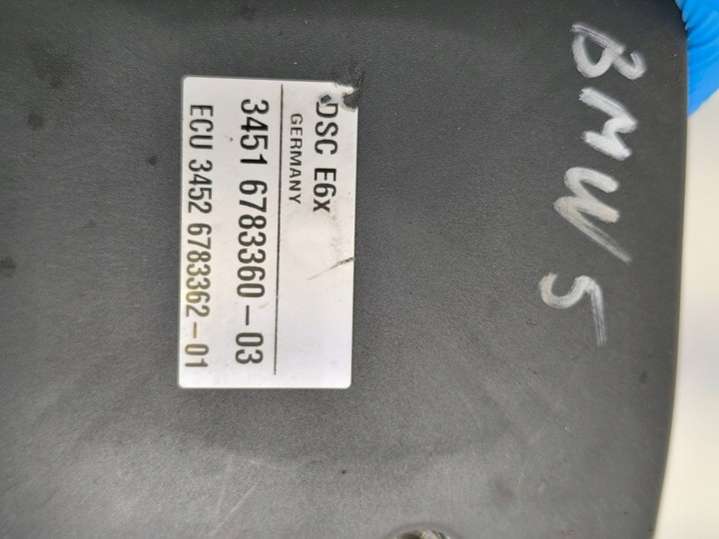 BMW 5
DSC E6x
GERMANY
3451 6783360-03
ECU 3452 6783362-01